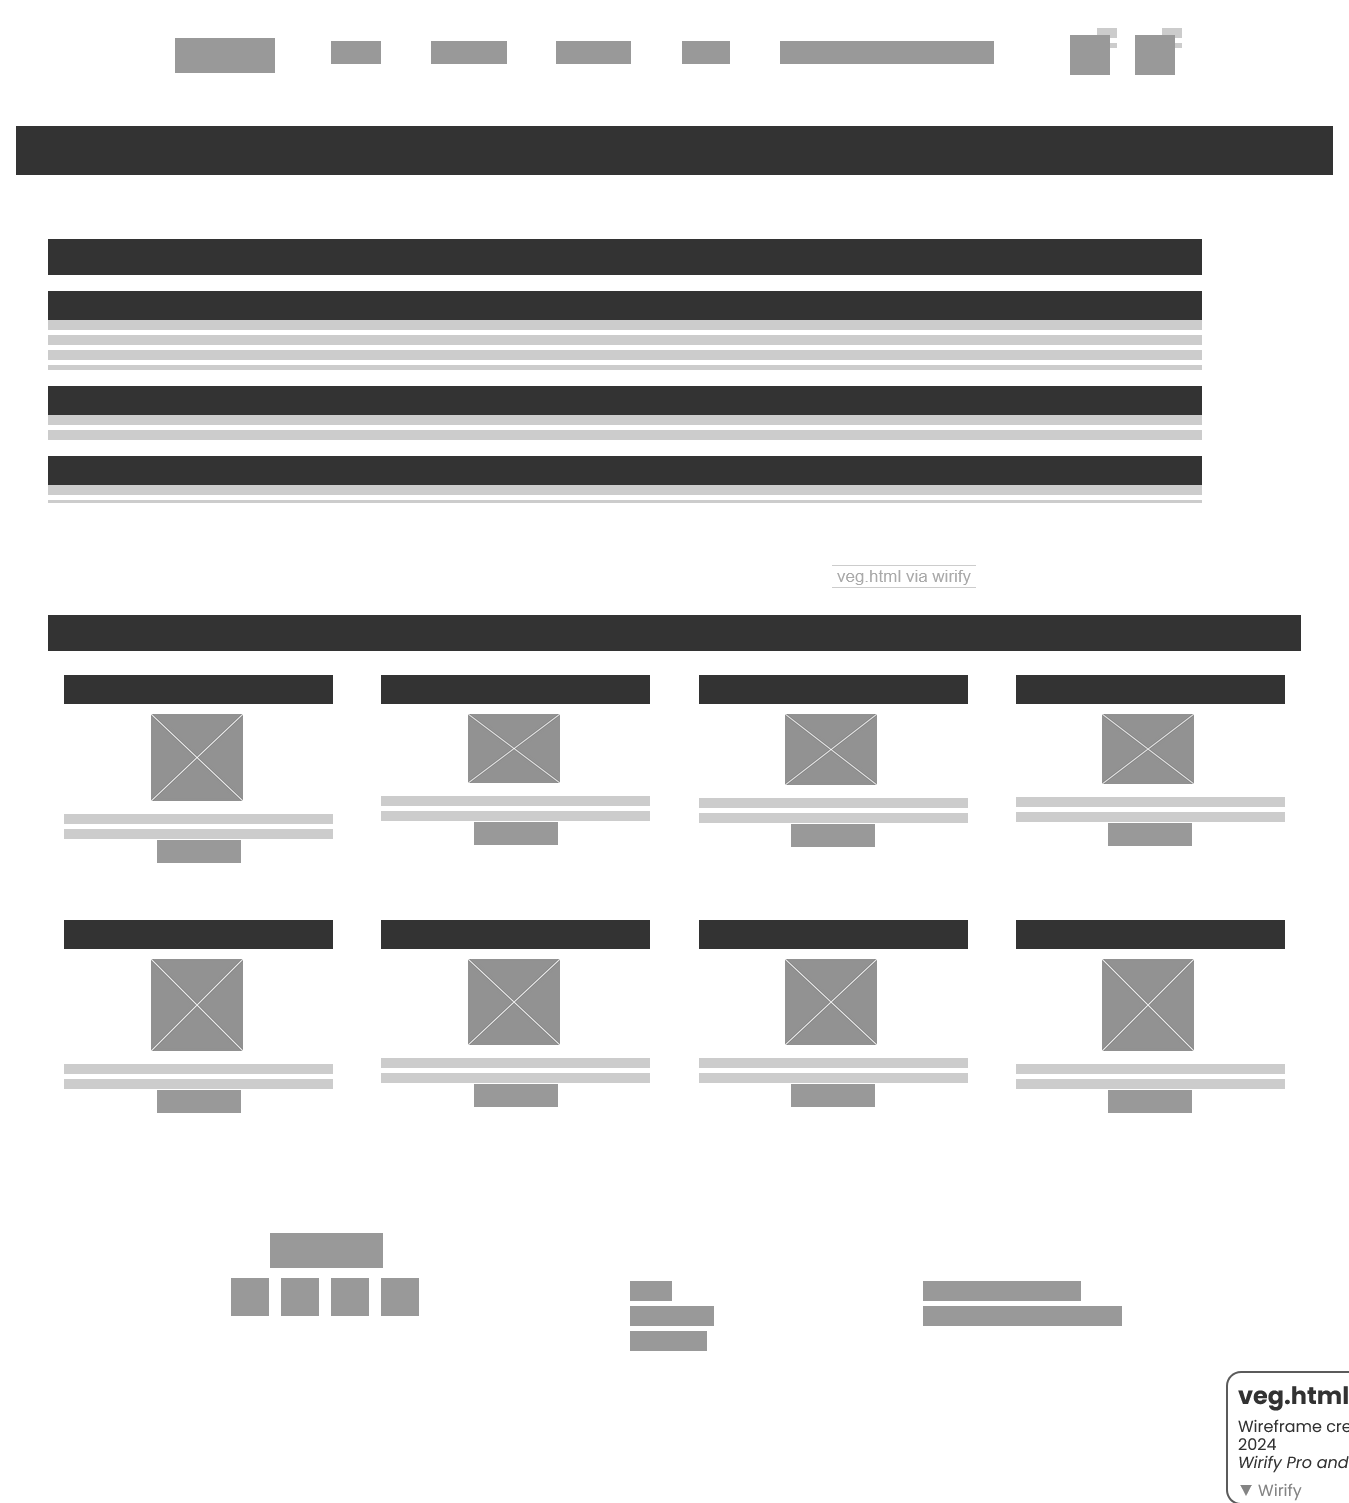 veg.html via wirify
veg.html
Wireframe cre
2024
Wirify Pro and
▼ Wirify